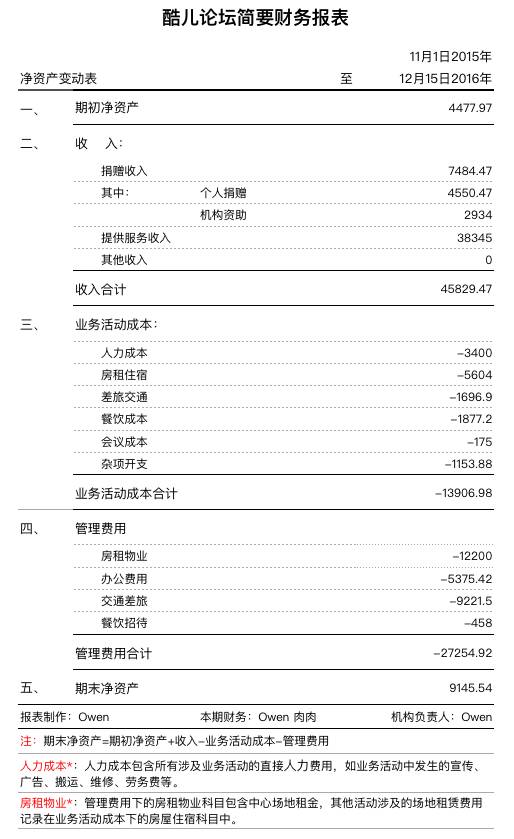 酷儿论坛简要财务报表
11月1日2015年
净资产变动表 至 12月15日2016年
一、 期初净资产 4477.97
二、 收 入：
捐赠收入 7484.47
其中： 个人捐赠 4550.47
机构资助 2934
提供服务收入 38345
其他收入 0
收入合计 45829.47
三、 业务活动成本：
人力成本 -3400
房租住宿 -5604
差旅交通 -1696.9
餐饮成本 -1877.2
会议成本 -175
杂项开支 -1153.88
业务活动成本合计 -13906.98
四、 管理费用
房租物业 -12200
办公费用 -5375.42
交通差旅 -9221.5
餐饮招待 -458
管理费用合计 -27254.92
五、 期末净资产 9145.54
报表制作：Owen 本期财务：Owen 肉肉 机构负责人：Owen
注：期末净资产=期初净资产+收入-业务活动成本-管理费用
人力成本*：人力成本包含所有涉及业务活动的直接人力费用，如业务活动中发生的宣传、
广告、搬运、维修、劳务费等。
房租物业*：管理费用下的房租物业科目包含中心场地租金，其他活动涉及的场地租赁费用
记录在业务活动成本下的房屋住宿科目中。